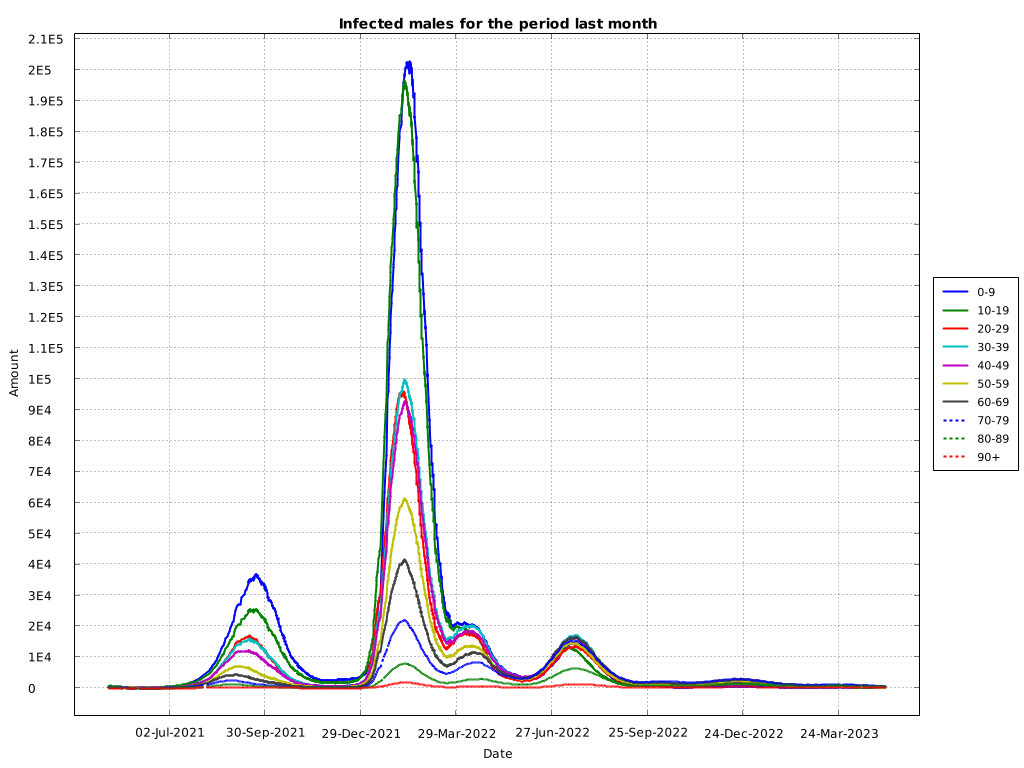 Infected males for the period last month
2.1E5
2E5
1.9E5
1.8E5
1.7E5
1.6E5
1.5E5
1.4E5
1.3E5
1.2E5
1.1E5
1E5
9E4
8E4
7E4
6E4
5E4
4E4
3E4
2E4
1E4
0
Amount
02-Jul-2021 30-Sep-2021 29-Dec-2021 29-Mar-2022 27-Jun-2022 25-Sep-2022 24-Dec-2022 24-Mar-2023
Date
0-9
10-19
20-29
30-39
40-49
50-59
60-69
70-79
80-89
90+